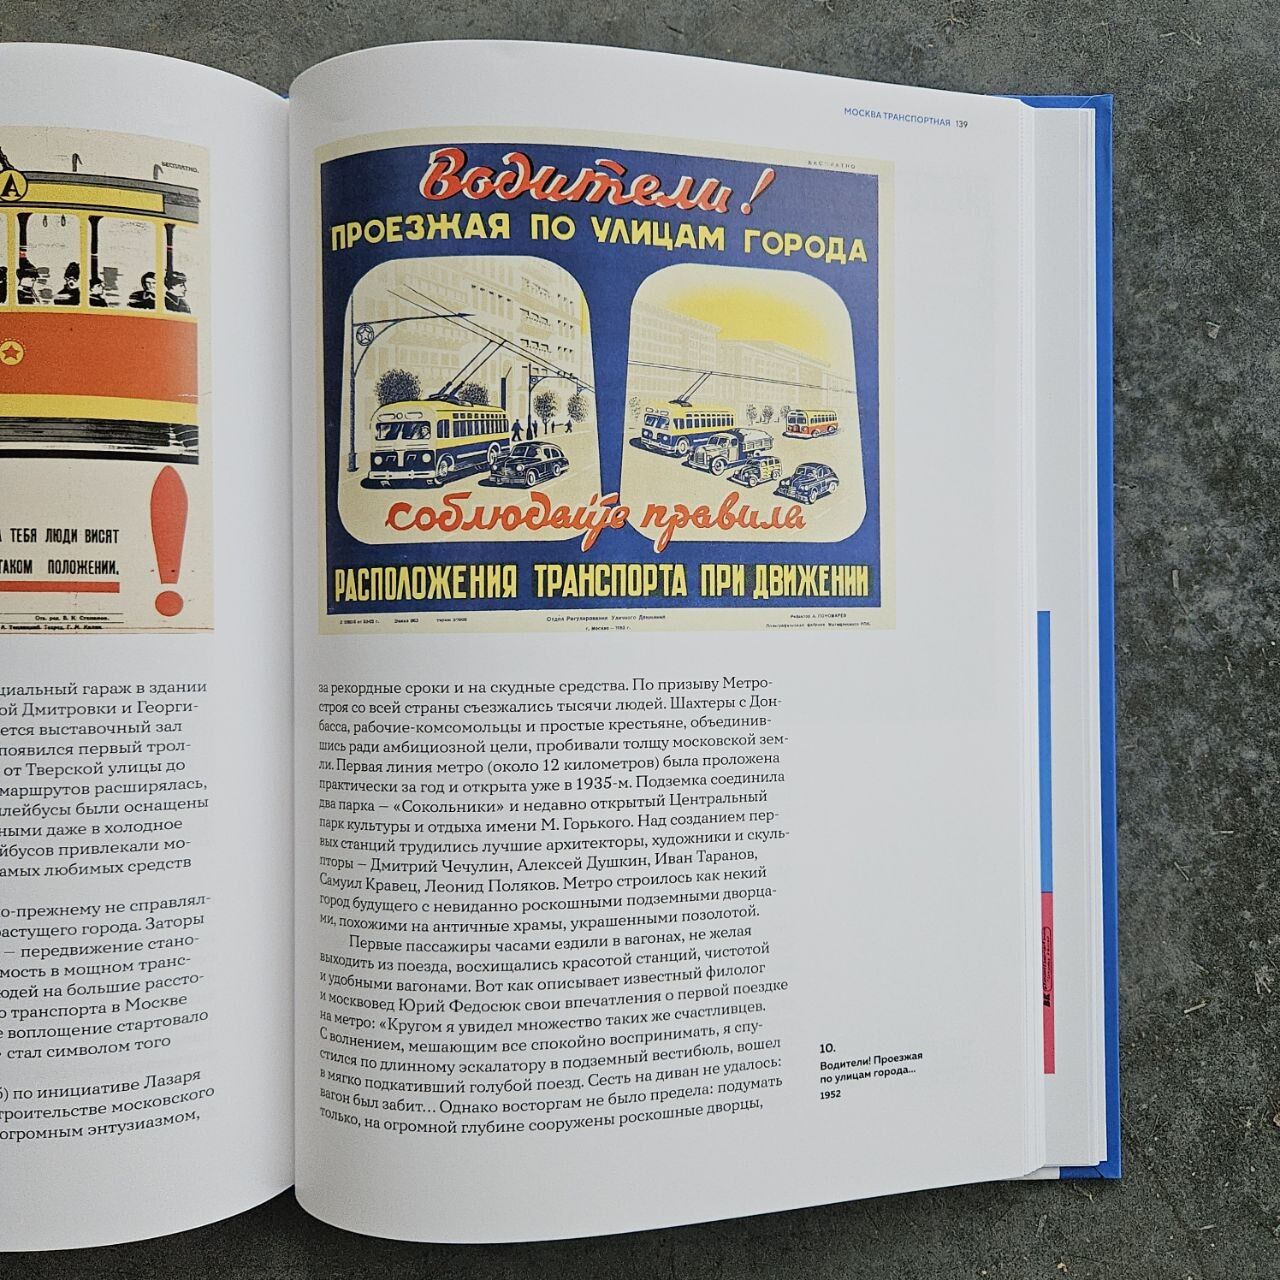 БЕСПЛАТНО.
А
ТЕБЯ ЛЮДИ ВИСЯТ
ТАКОМ ПОЛОЖЕНИИ.
Отв. ред. В. Н. Степанов.
циальный гараж в здании
ой Дмитровки и Георги-
ется выставочный зал
появился первый трол-
от Тверской улицы до
маршрутов расширялась,
ллейбусы были оснащены
ными даже в холодное
йбусов привлекали мо-
амых любимых средств
о-прежнему не справлял-
растущего города. Заторы
— передвижение стано-
мость в мощном транс-
юдей на большие рассто-
о транспорта в Москве
е воплощение стартовало
стал символом того
б) по инициативе Лазаря
троительстве московского
огромным энтузиазмом,
МОСКВА ТРАНСПОРТНАЯ 139
БЕСПЛАТНО
Водители!
ПРОЕЗЖАЯ ПО УЛИЦАМ ГОРОДА
соблюдайте правила
РАСПОЛОЖЕНИЯ ТРАНСПОРТА ПРИ ДВИЖЕНИИ
Отдел Регулирования Уличного Движения
г. Москва —
Редактор А. ПОНОМАРЕВ
за рекордные сроки и на скудные средства. По призыву Метро-
строя со всей страны съезжались тысячи людей. Шахтеры с Дон-
басса, рабочие-комсомольцы и простые крестьяне, объединив-
шись ради амбициозной цели, пробивали толщу московской зем-
ли. Первая линия метро (около 12 километров) была проложена
практически за год и открыта уже в 1935-м. Подземка соединила
два парка — «Сокольники» и недавно открытый Центральный
парк культуры и отдыха имени М. Горького. Над созданием пер-
вых станций трудились лучшие архитекторы, художники и скуль-
пторы — Дмитрий Чечулин, Алексей Душкин, Иван Таранов,
Самуил Кравец, Леонид Поляков. Метро строилось как некий
город будущего с невиданно роскошными подземными дворца-
ми, похожими на античные храмы, украшенными позолотой.
Первые пассажиры часами ездили в вагонах, не желая
выходить из поезда, восхищались красотой станций, чистотой
и удобными вагонами. Вот как описывает известный филолог
и москвовед Юрий Федосюк свои впечатления о первой поездке
на метро: «Кругом я увидел множество таких же счастливцев.
С волнением, мешающим все спокойно воспринимать, я спу-
стился по длинному эскалатору в подземный вестибюль, вошел
в мягко подкативший голубой поезд. Сесть на диван не удалось:
вагон был забит... Однако восторгам не было предела: подумать
только, на огромной глубине сооружены роскошные дворцы,
10.
Водители! Проезжая
по улицам города...
1952